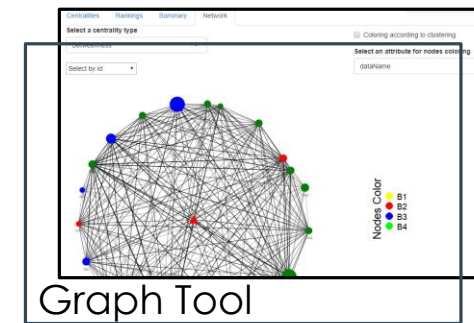 Centralities Rankings Summary Network
Select a centrality type
Coloring according to clustering
Select an attribute for nodes coloring
dataName
Select by id
Nodes Color
B1
B2
B3
B4
Graph Tool